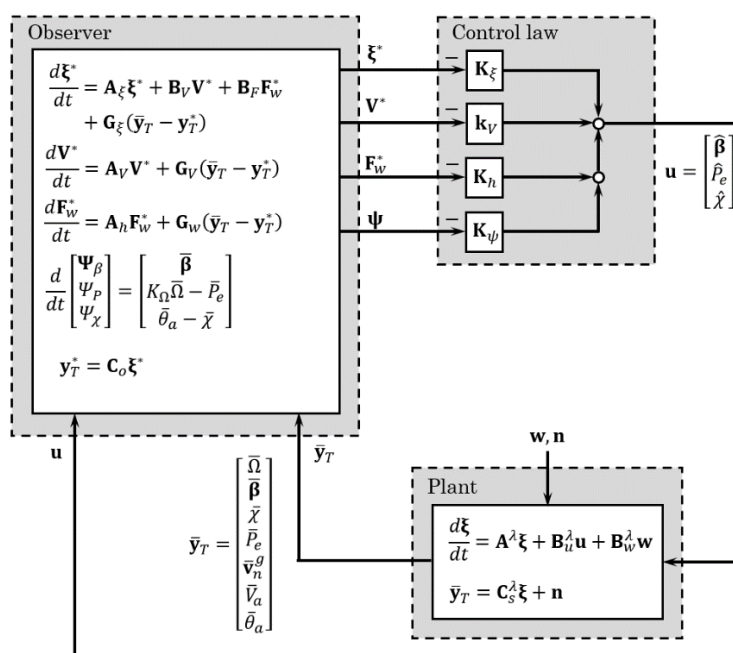 Observer
dξ*/dt = A_ξ ξ* + B_V V* + B_F F_w*
+ G_ξ(ȳ_T − y_T*)
dV*/dt = A_V V* + G_V(ȳ_T − y_T*)
dF_w*/dt = A_h F_w* + G_w(ȳ_T − y_T*)
d/dt [Ψ_β; Ψ_P; Ψ_χ] = [β̄; K_Ω Ω̄ − P̄_e; θ̄_a − χ̄]
y_T* = C_o ξ*
ξ*
V*
F_w*
ψ
Control law
− K_ξ
− k_V
− K_h
− K_ψ
u = [β̂; P̂_e; χ̂]
u
ȳ_T
ȳ_T = [Ω̄; β̄; χ̄; P̄_e; v̄_n^g; V̄_a; θ̄_a]
w, n
Plant
dξ/dt = A^λ ξ + B_u^λ u + B_w^λ w
ȳ_T = C_s^λ ξ + n